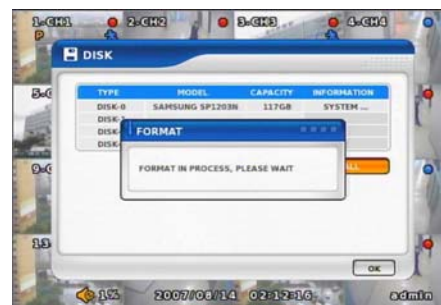 1-CH1 2-CH2 3-CH3 4-CH4
P
DISK
TYPE MODEL CAPACITY INFORMATION
DISK-0 SAMSUNG SP1203N 117GB SYSTEM ...
FORMAT
FORMAT IN PROCESS, PLEASE WAIT
OK
1% 2007/08/14 02:12:16 admin